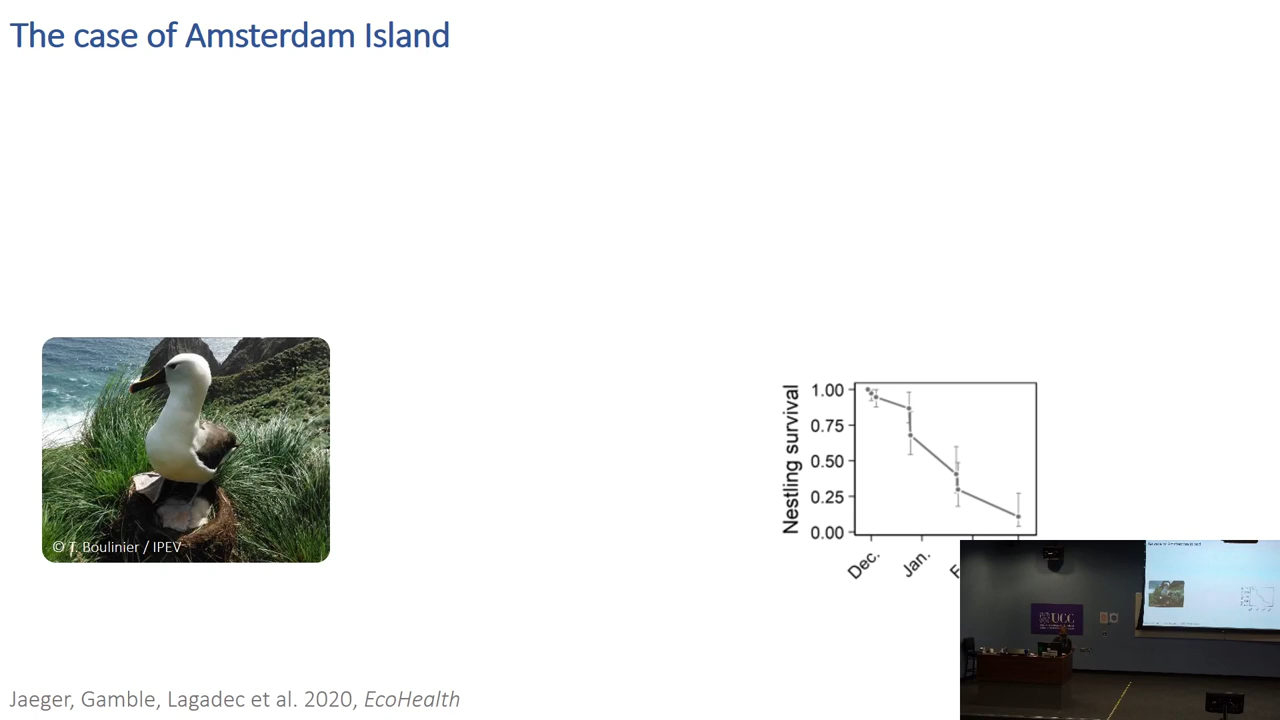 The case of Amsterdam Island
© T. Boulinier / IPEV
Nestling survival
1.00
0.75
0.50
0.25
0.00
Dec.
Jan.
F
UCC
Jaeger, Gamble, Lagadec et al. 2020, EcoHealth